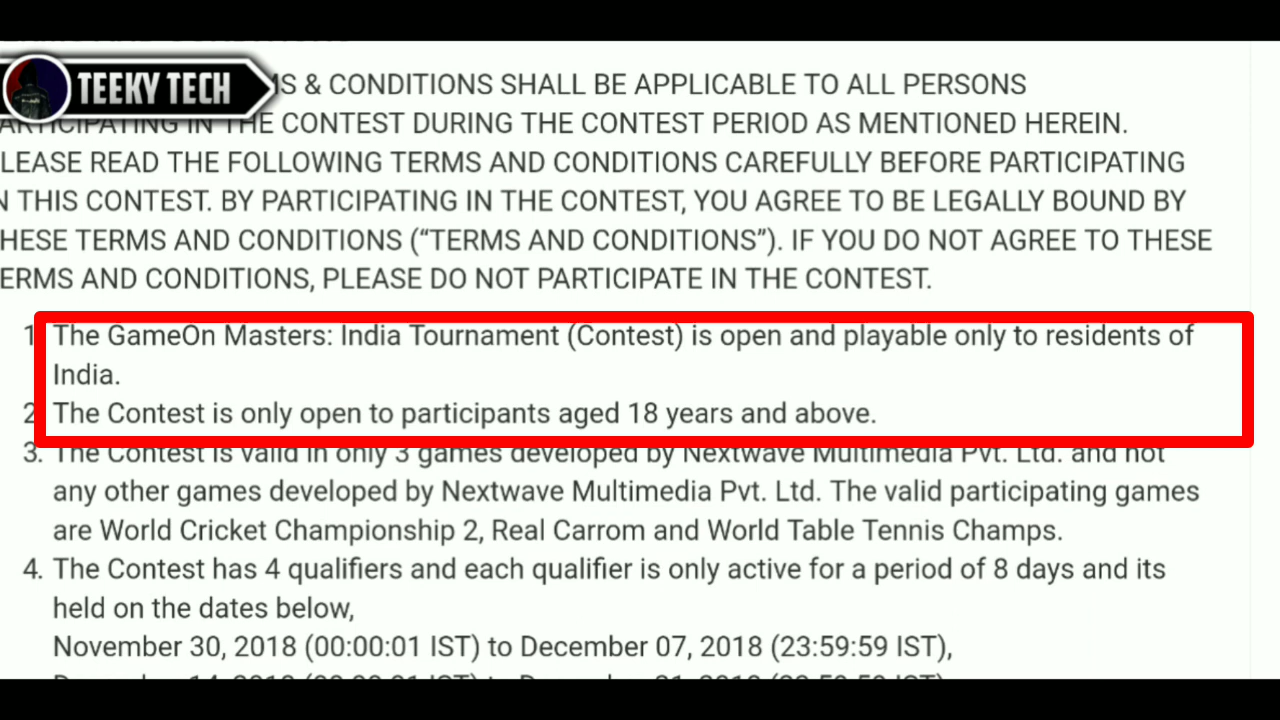 TEEKY TECH
S & CONDITIONS SHALL BE APPLICABLE TO ALL PERSONS
ARTICIPATING IN THE CONTEST DURING THE CONTEST PERIOD AS MENTIONED HEREIN.
LEASE READ THE FOLLOWING TERMS AND CONDITIONS CAREFULLY BEFORE PARTICIPATING
N THIS CONTEST. BY PARTICIPATING IN THE CONTEST, YOU AGREE TO BE LEGALLY BOUND BY
HESE TERMS AND CONDITIONS (“TERMS AND CONDITIONS”). IF YOU DO NOT AGREE TO THESE
ERMS AND CONDITIONS, PLEASE DO NOT PARTICIPATE IN THE CONTEST.
1 The GameOn Masters: India Tournament (Contest) is open and playable only to residents of
India.
2 The Contest is only open to participants aged 18 years and above.
3. The Contest is valid in only 3 games developed by Nextwave Multimedia Pvt. Ltd. and not
any other games developed by Nextwave Multimedia Pvt. Ltd. The valid participating games
are World Cricket Championship 2, Real Carrom and World Table Tennis Champs.
4. The Contest has 4 qualifiers and each qualifier is only active for a period of 8 days and its
held on the dates below,
November 30, 2018 (00:00:01 IST) to December 07, 2018 (23:59:59 IST),